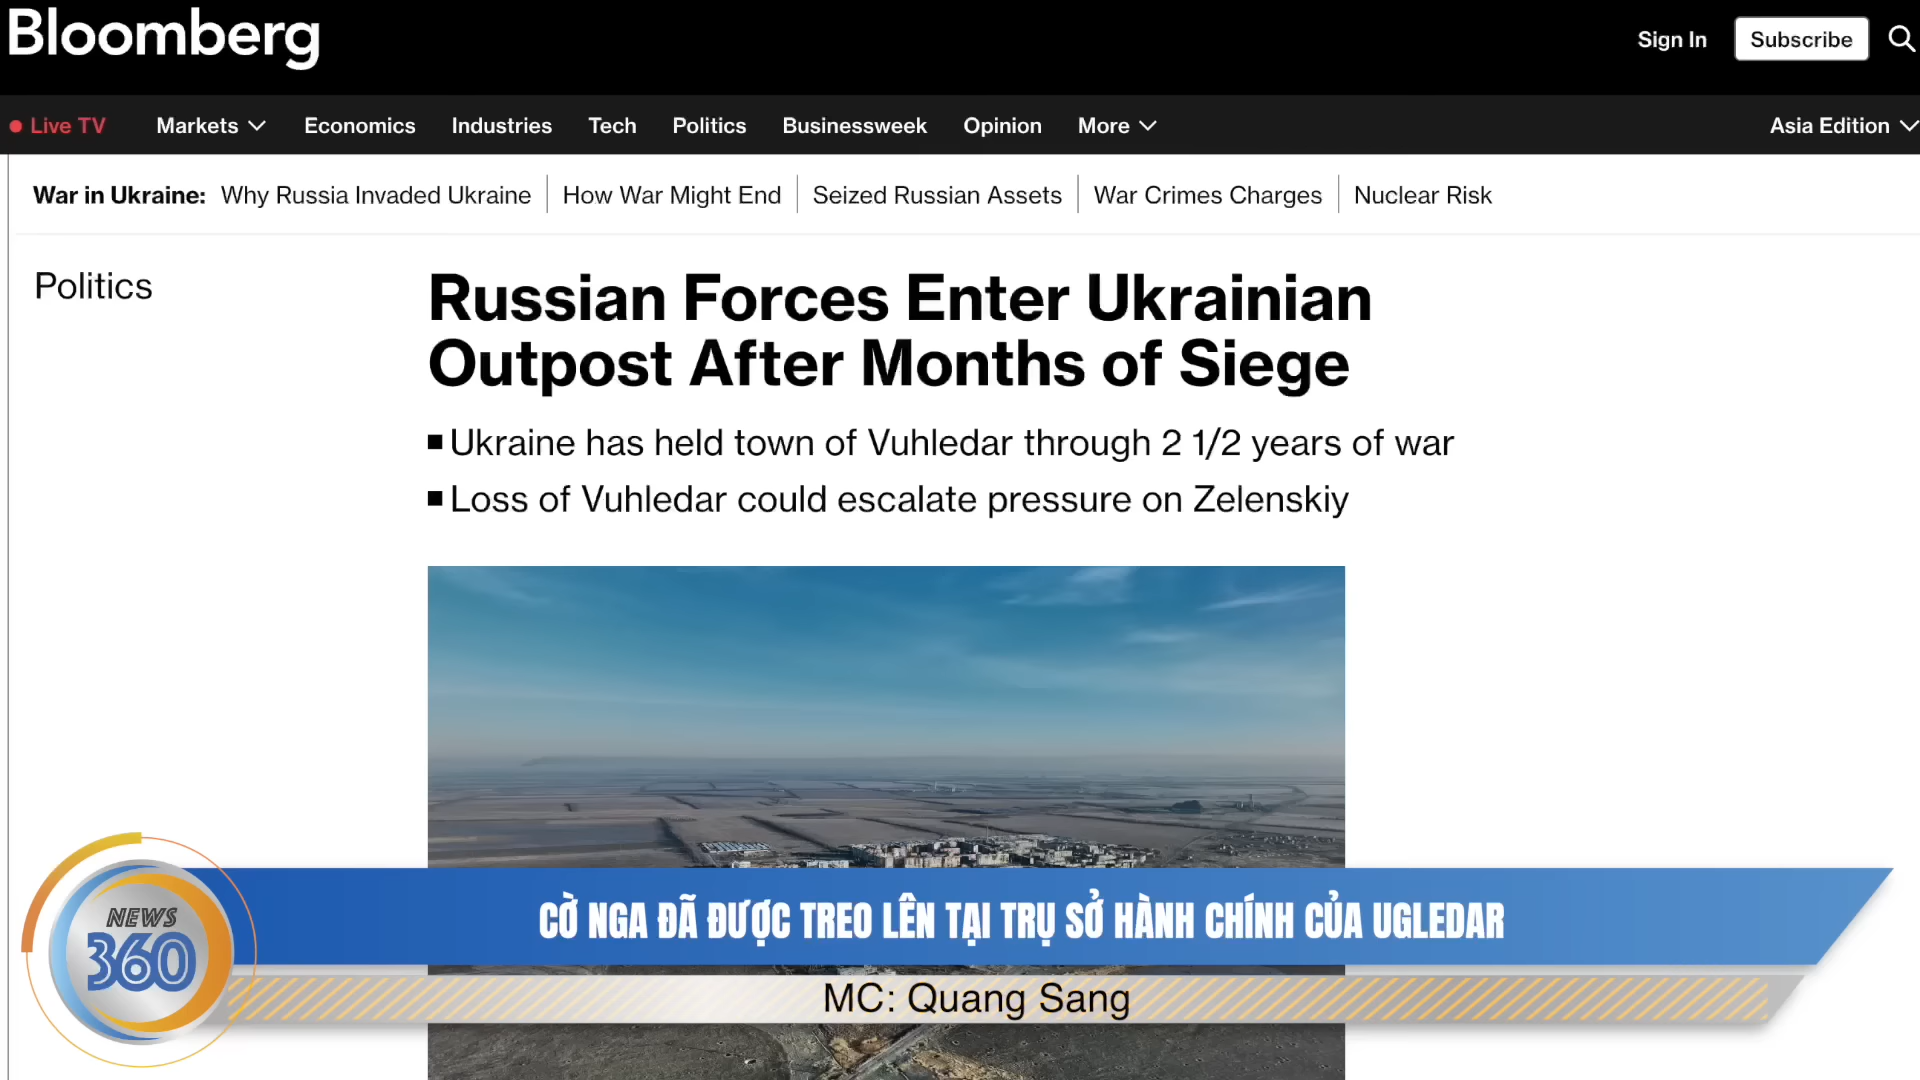 Bloomberg
Sign In
Subscribe
Live TV
Markets
Economics
Industries
Tech
Politics
Businessweek
Opinion
More
Asia Edition
War in Ukraine: Why Russia Invaded Ukraine How War Might End Seized Russian Assets War Crimes Charges Nuclear Risk
Politics
Russian Forces Enter Ukrainian
Outpost After Months of Siege
Ukraine has held town of Vuhledar through 2 1/2 years of war
Loss of Vuhledar could escalate pressure on Zelenskiy
NEWS
360
CỜ NGA ĐÃ ĐƯỢC TREO LÊN TẠI TRỤ SỞ HÀNH CHÍNH CỦA UGLEDAR
MC: Quang Sang